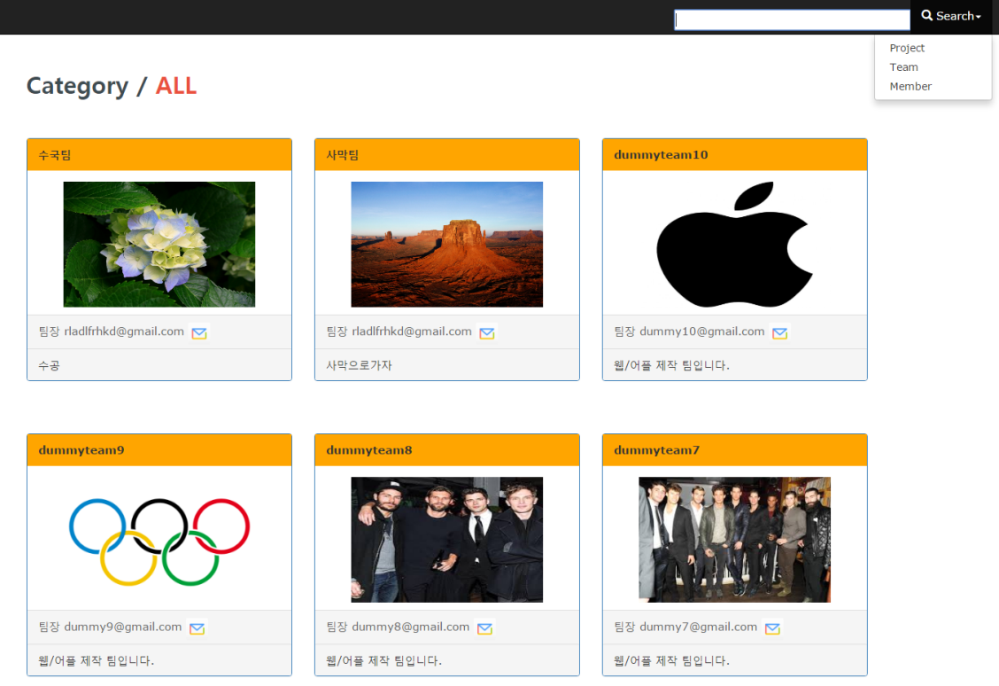 Search
Project
Team
Member
Category / ALL
수국팀
사막팀
dummyteam10
팀장 rladlfrhkd@gmail.com
팀장 rladlfrhkd@gmail.com
팀장 dummy10@gmail.com
수공
사막으로가자
웹/어플 제작 팀입니다.
dummyteam9
dummyteam8
dummyteam7
팀장 dummy9@gmail.com
팀장 dummy8@gmail.com
팀장 dummy7@gmail.com
웹/어플 제작 팀입니다.
웹/어플 제작 팀입니다.
웹/어플 제작 팀입니다.